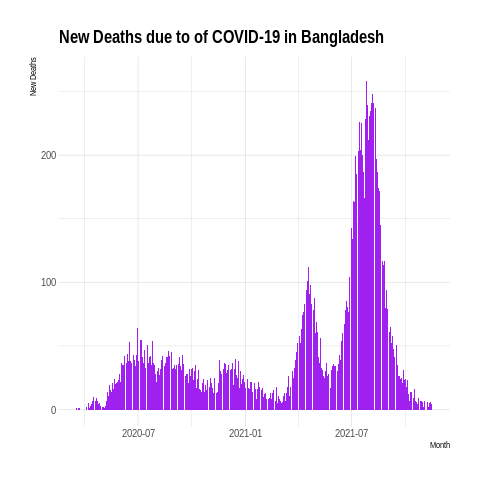 New Deaths due to of COVID-19 in Bangladesh
New Deaths
200
100
0
2020-07
2021-01
2021-07
Month